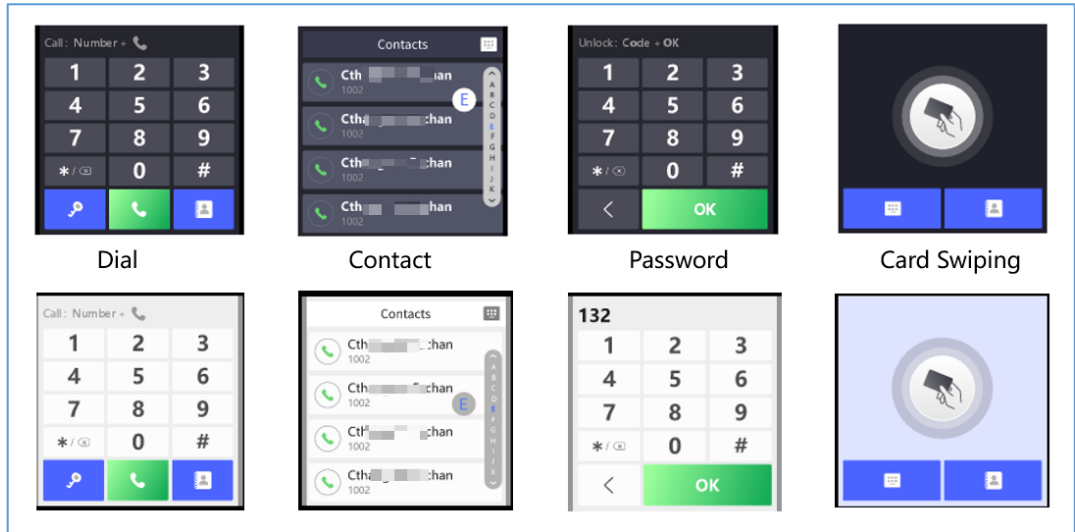 Call: Number +
1 2 3
4 5 6
7 8 9
*/ 0 #
Contacts
1002
E
1002
1002
1002
A
B
C
D
E
F
G
H
I
J
K
Unlock: Code + OK
1 2 3
4 5 6
7 8 9
*/ 0 #
< OK
Dial Contact Password Card Swiping
Call: Number +
1 2 3
4 5 6
7 8 9
*/ 0 #
Contacts
1002
1002
E
1002
1002
A
B
C
D
E
F
G
H
I
J
K
132
1 2 3
4 5 6
7 8 9
*/ 0 #
< OK